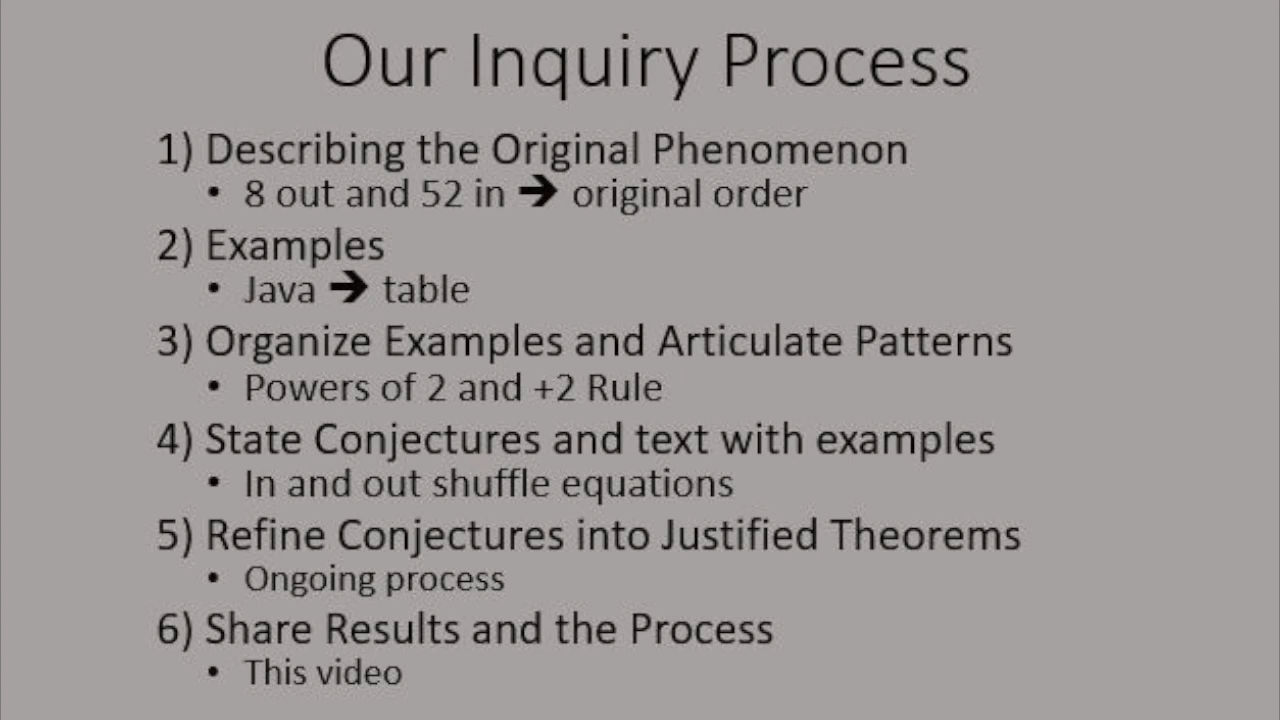 Our Inquiry Process
1) Describing the Original Phenomenon
• 8 out and 52 in ➔ original order
2) Examples
• Java ➔ table
3) Organize Examples and Articulate Patterns
• Powers of 2 and +2 Rule
4) State Conjectures and text with examples
• In and out shuffle equations
5) Refine Conjectures into Justified Theorems
• Ongoing process
6) Share Results and the Process
• This video